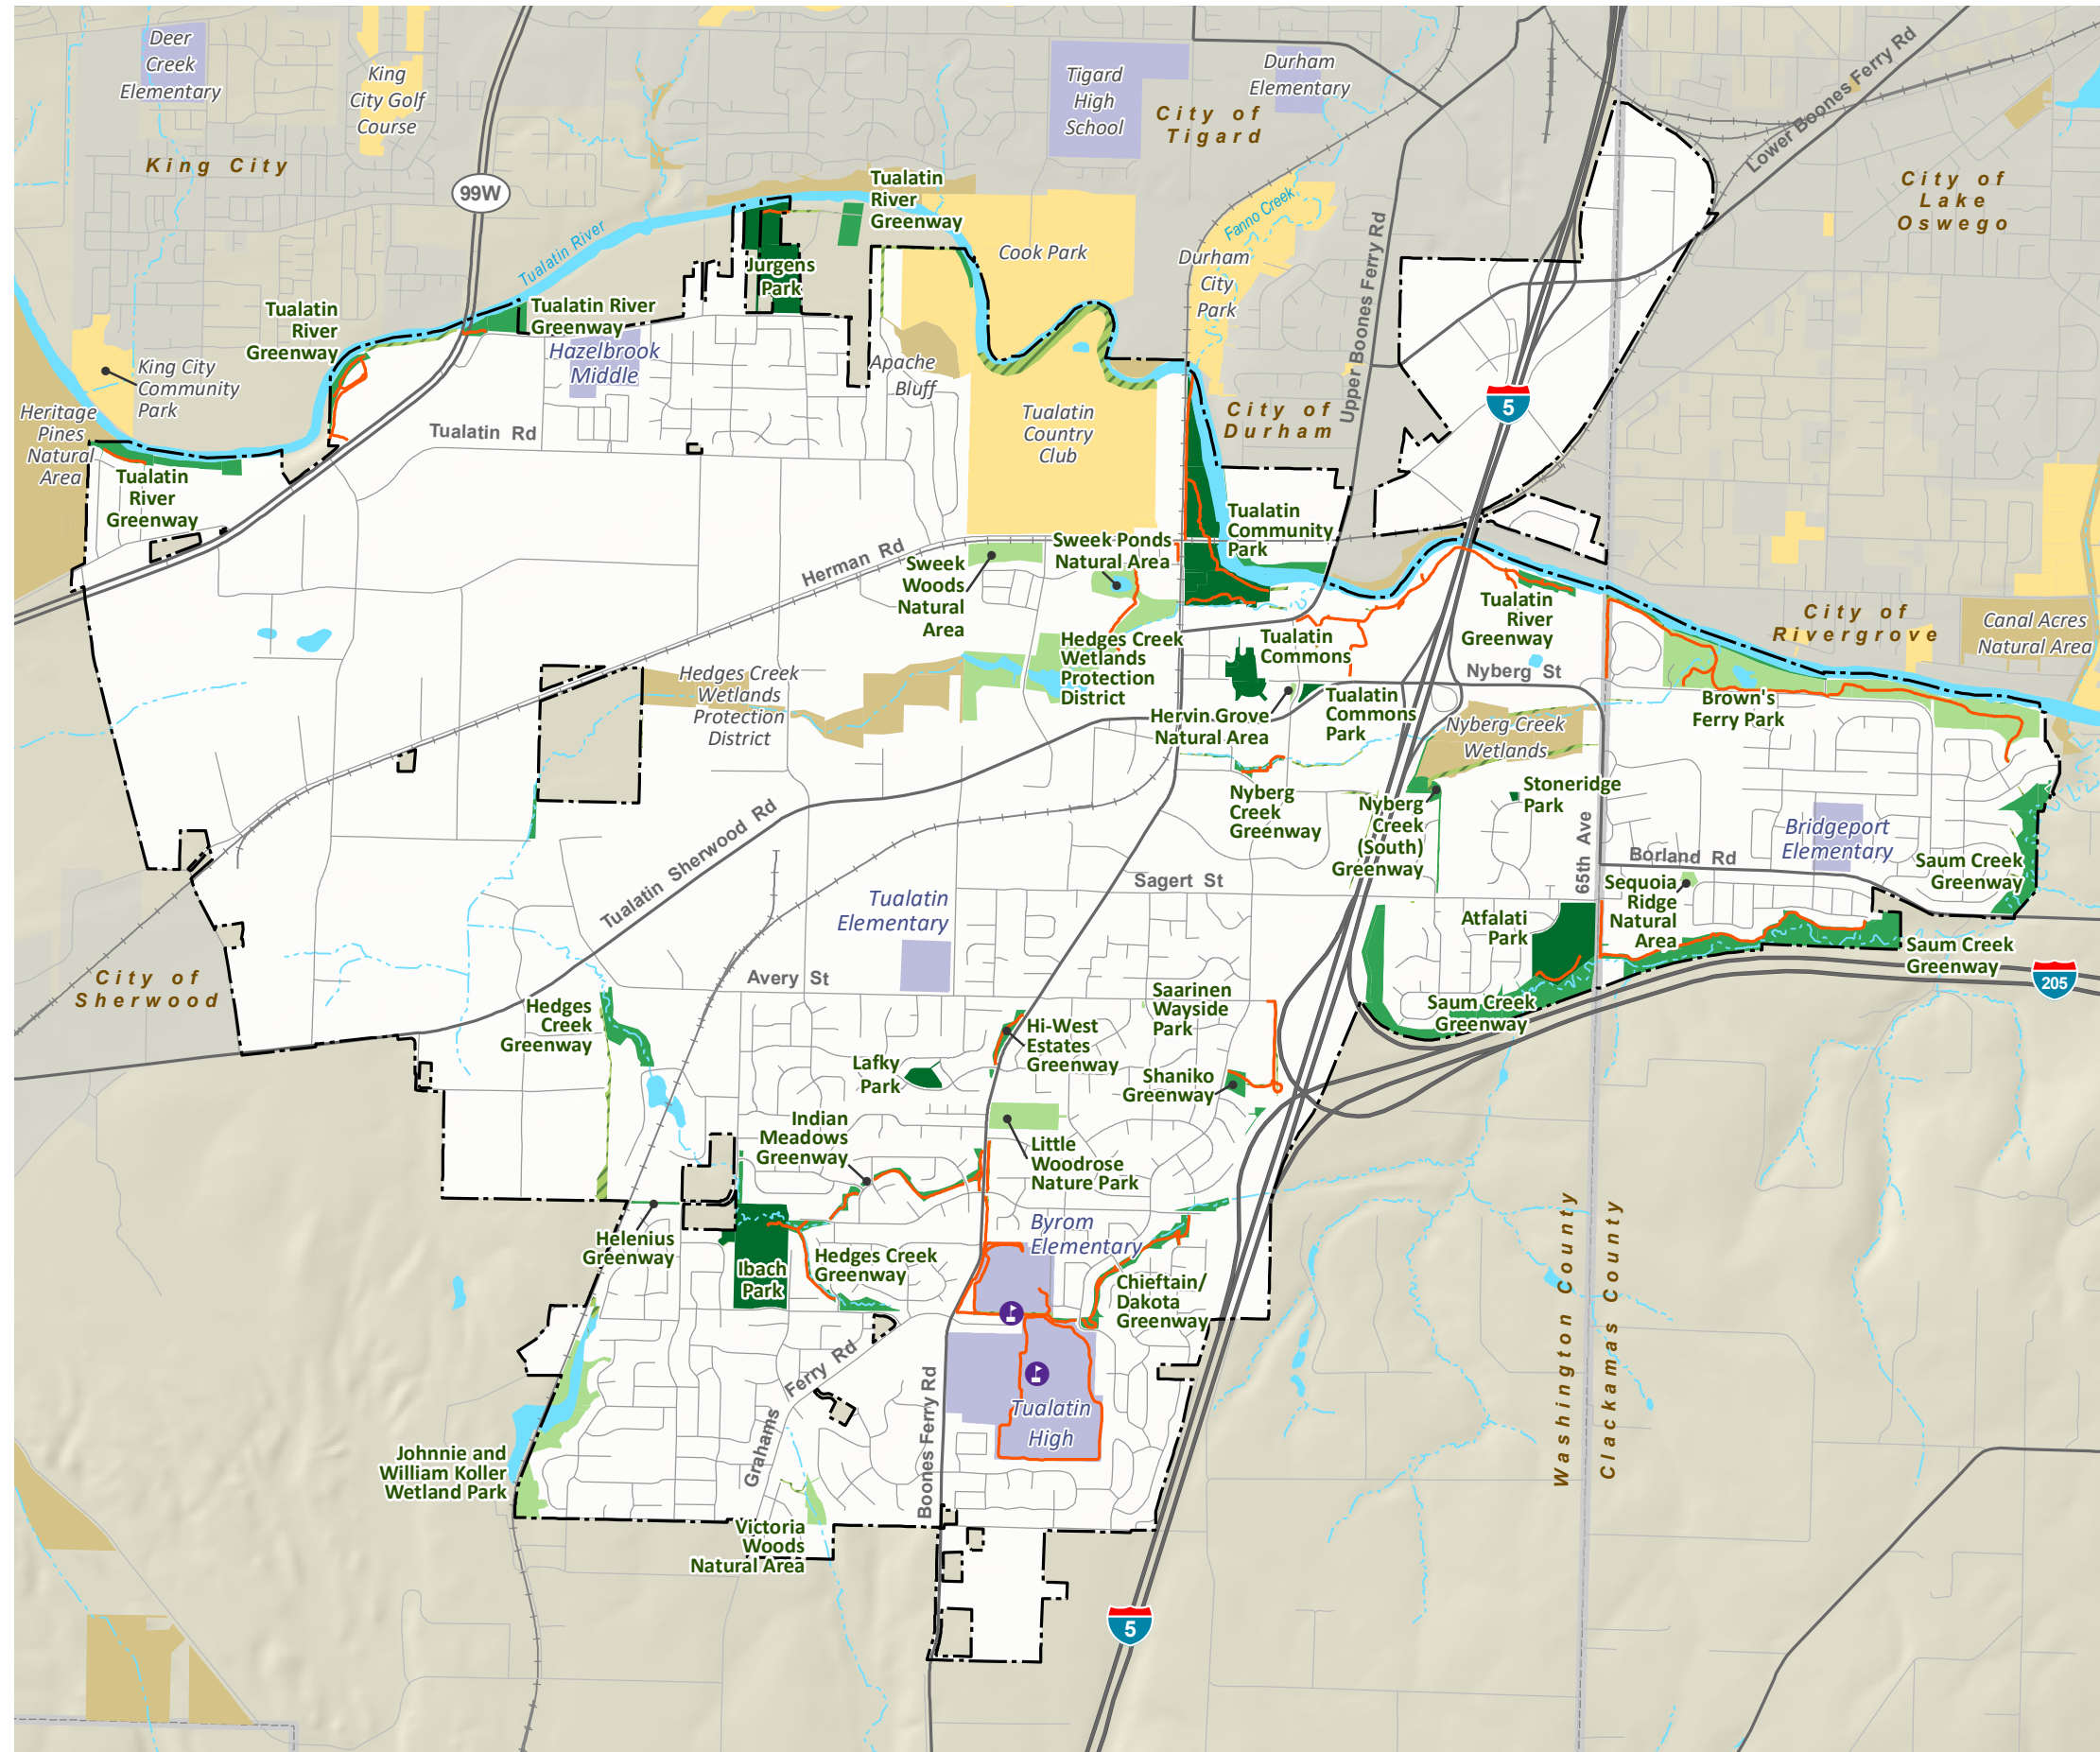 Deer
Creek
Elementary
King
City Golf
Course
King City
99W
Tigard
High
School
City of
Tigard
Durham
Elementary
Lower Boones Ferry Rd
City of
Lake
Oswego
Tualatin
River
Greenway
Tualatin River
Cook Park
Fanno Creek
Durham
City
Park
Upper Boones Ferry Rd
Jurgens
Park
Tualatin
River
Greenway
Tualatin River
Greenway
Hazelbrook
Middle
Apache
Bluff
King City
Community
Park
Heritage
Pines
Natural
Area
Tualatin
River
Greenway
Tualatin Rd
Tualatin
Country
Club
City of
Durham
5
Tualatin
Community
Park
Herman Rd
Sweek
Woods
Natural
Area
Sweek Ponds
Natural Area
Hedges Creek
Wetlands
Protection
District
Tualatin
Commons
Tualatin
River
Greenway
City of
Rivergrove
Canal Acres
Natural Area
Hedges Creek
Wetlands
Protection
District
Nyberg St
Hervin Grove
Natural Area
Tualatin
Commons
Park
Nyberg Creek
Wetlands
Brown's
Ferry Park
Nyberg
Creek
Greenway
Nyberg
Creek
(South)
Greenway
Stoneridge
Park
65th Ave
Bridgeport
Elementary
Borland Rd
Saum Creek
Greenway
Tualatin Sherwood Rd
Sagert St
Tualatin
Elementary
Atfalati
Park
Sequoia
Ridge
Natural
Area
Saum Creek
Greenway
205
City of
Sherwood
Avery St
Hedges
Creek
Greenway
Saarinen
Wayside
Park
Saum Creek
Greenway
Hi-West
Estates
Greenway
Lafky
Park
Shaniko
Greenway
Indian
Meadows
Greenway
Little
Woodrose
Nature Park
Helenius
Greenway
Ibach
Park
Hedges Creek
Greenway
Byrom
Elementary
Chieftain/
Dakota
Greenway
Washington County
Clackamas County
Grahams
Ferry Rd
Boones Ferry Rd
Tualatin
High
Johnnie and
William Koller
Wetland Park
Victoria
Woods
Natural Area
5